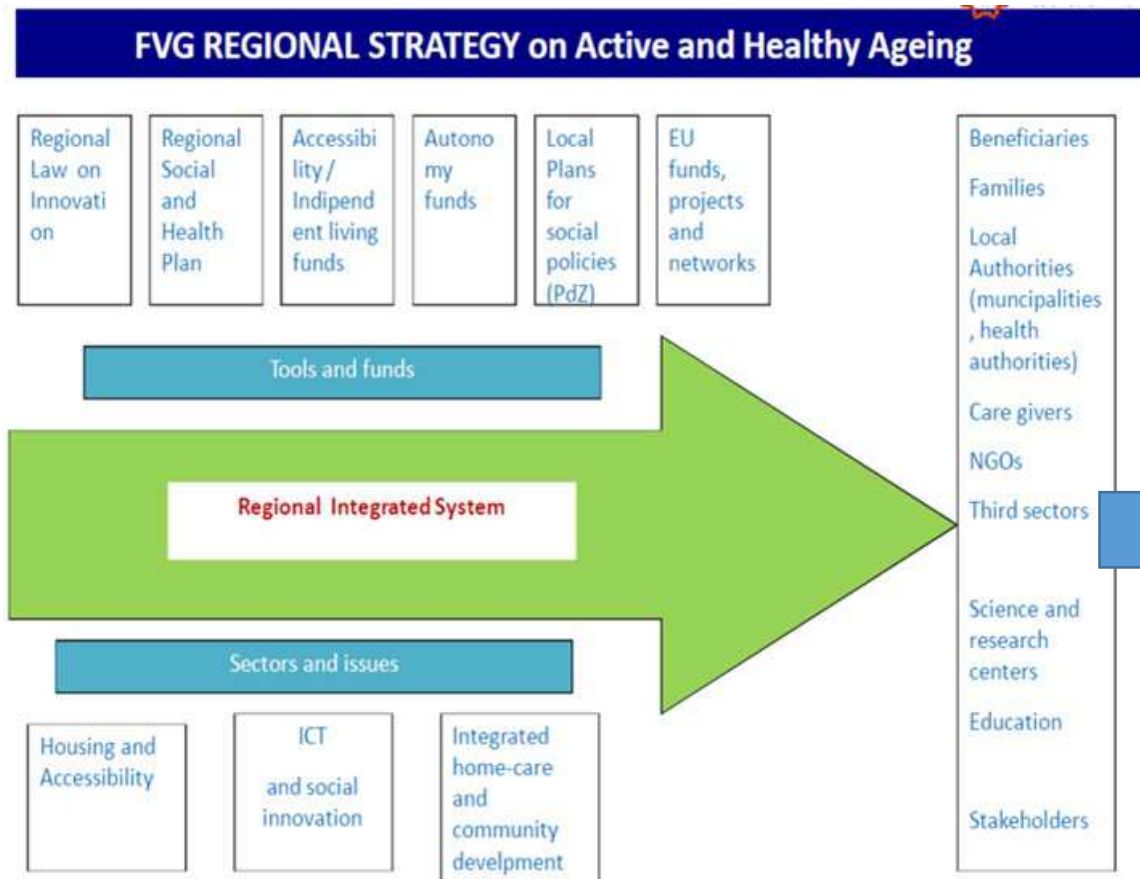 FVG REGIONAL STRATEGY on Active and Healthy Ageing
Regional
Law on
Innovati
on
Regional
Social
and
Health
Plan
Accessibi
lity /
Indipend
ent living
funds
Autono
my
funds
Local
Plans
for
social
policies
(PdZ)
EU
funds,
projects
and
networks
Tools and funds
Regional Integrated System
Sectors and issues
Housing and
Accessibility
ICT
and social
innovation
Integrated
home-care
and
community
develpment
Beneficiaries
Families
Local
Authorities
(muncipalities
, health
authorities)
Care givers
NGOs
Third sectors
Science and
research
centers
Education
Stakeholders